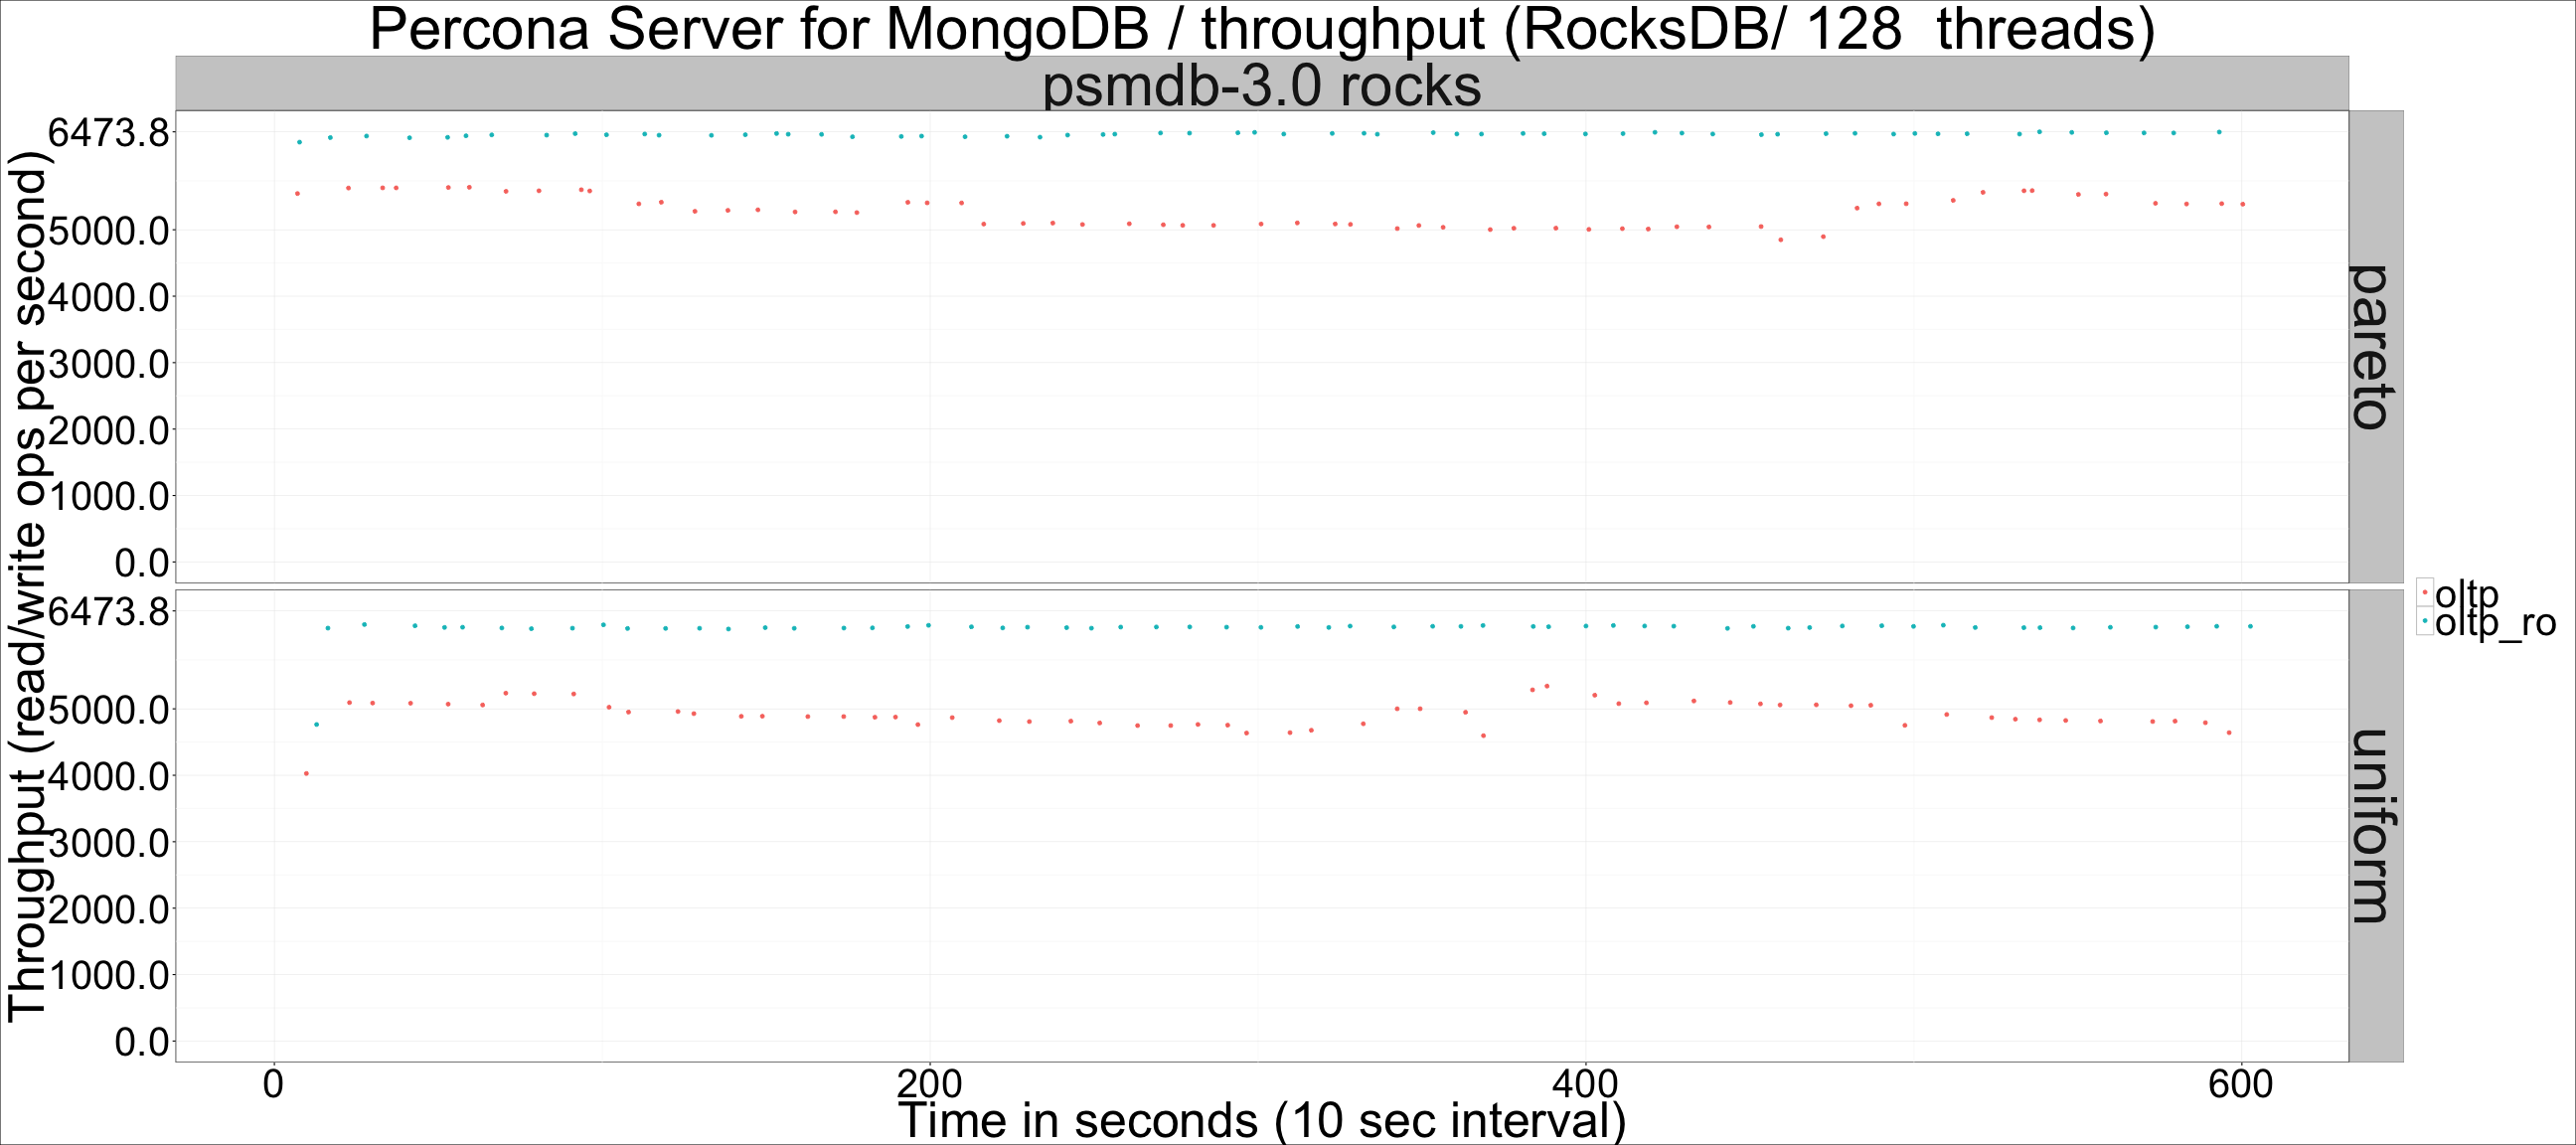 Percona Server for MongoDB / throughput (RocksDB/ 128  threads)
psmdb-3.0 rocks
Throughput (read/write ops per second)
6473.8
5000.0
4000.0
3000.0
2000.0
1000.0
0.0
pareto
6473.8
5000.0
4000.0
3000.0
2000.0
1000.0
0.0
uniform
oltp
oltp_ro
0
200
400
600
Time in seconds (10 sec interval)